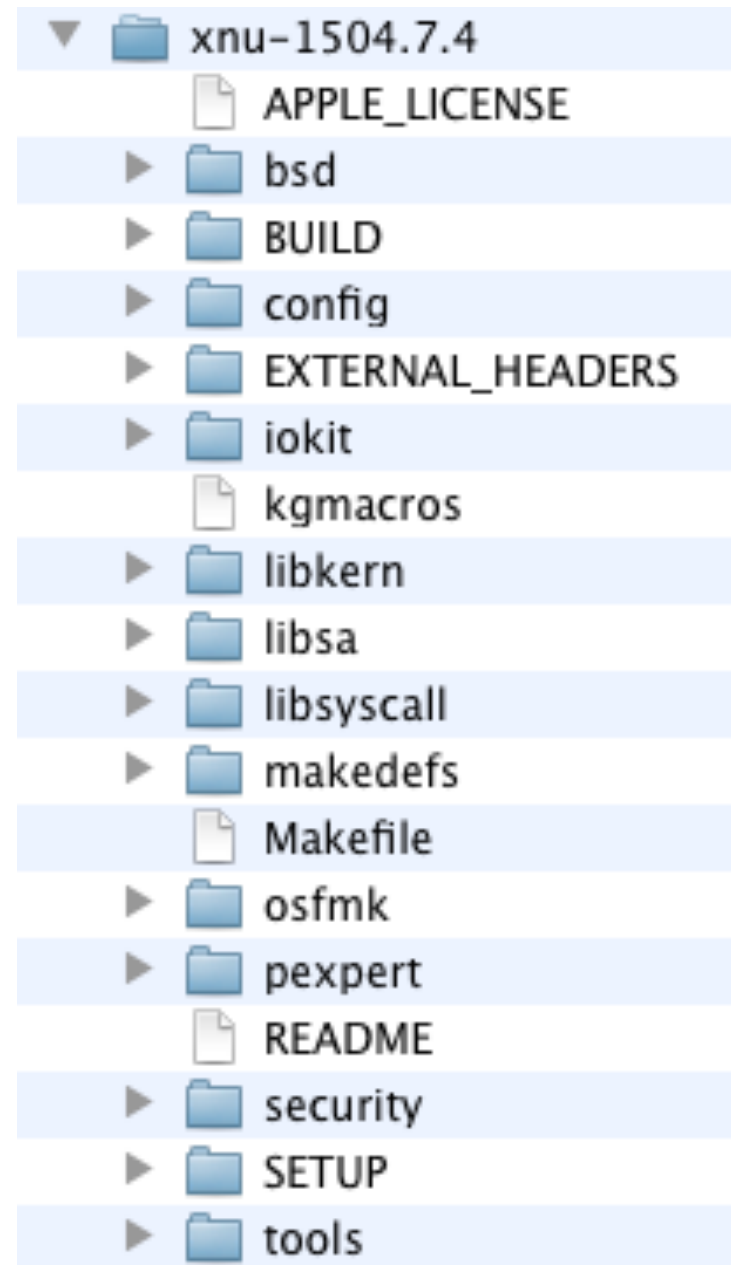 xnu-1504.7.4
APPLE_LICENSE
bsd
BUILD
config
EXTERNAL_HEADERS
iokit
kgmacros
libkern
libsa
libsyscall
makedefs
Makefile
osfmk
pexpert
README
security
SETUP
tools